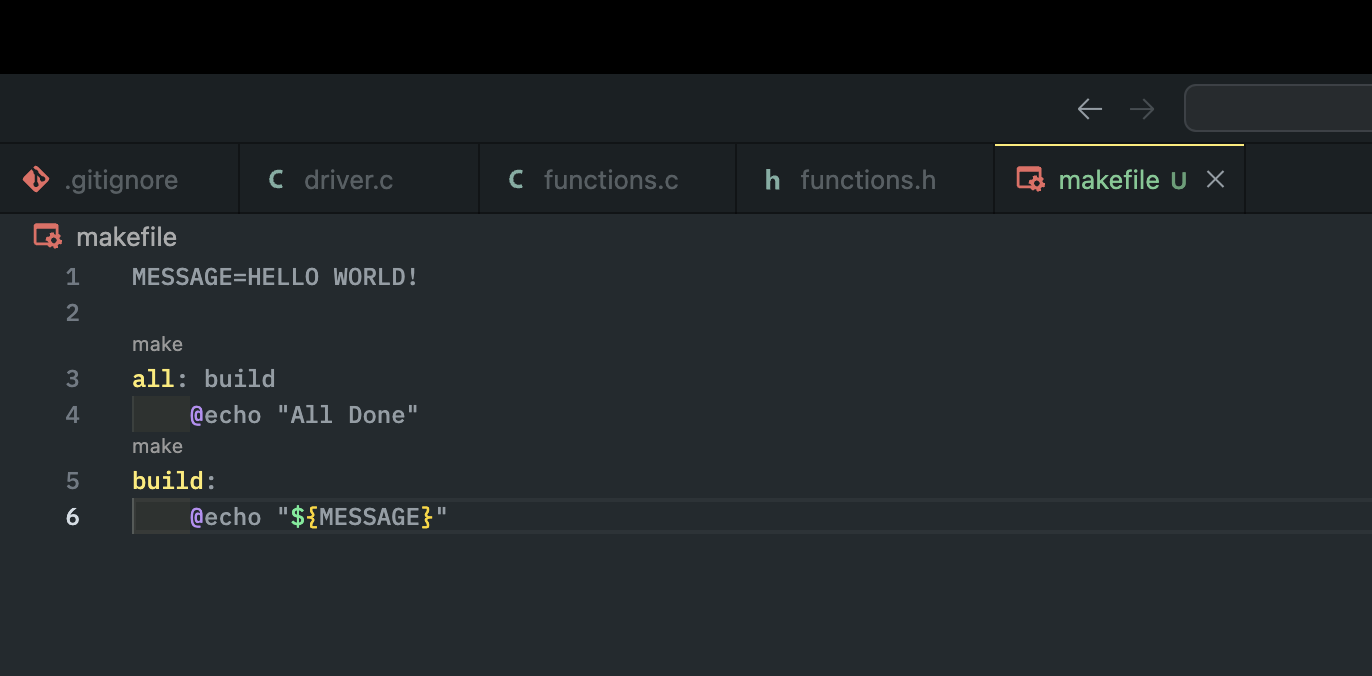 .gitignore C driver.c C functions.c h functions.h makefile U
makefile
1 MESSAGE=HELLO WORLD!
2
make
3 all: build
4 @echo "All Done"
make
5 build:
6 @echo "${MESSAGE}"